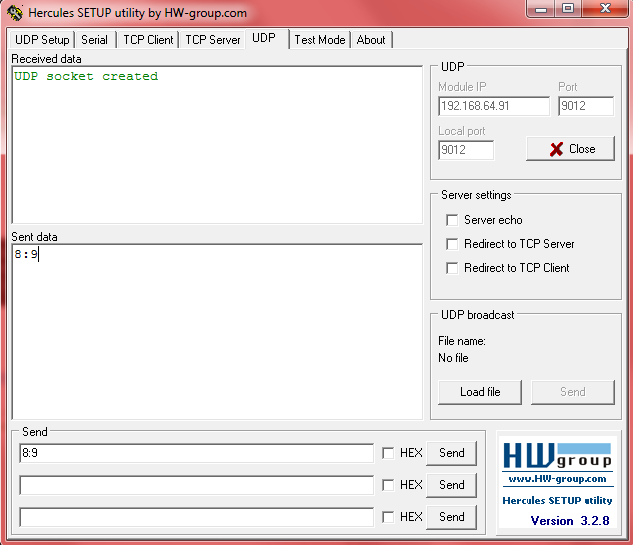 Hercules SETUP utility by HW-group.com
UDP Setup Serial TCP Client TCP Server UDP Test Mode About
Received data
UDP socket created
UDP
Module IP Port
192.168.64.91 9012
Local port
9012 Close
Server settings
Server echo
Redirect to TCP Server
Redirect to TCP Client
Sent data
8:9
UDP broadcast
File name:
No file
Load file Send
Send
8:9 HEX Send
HEX Send
HEX Send
HW group
www.HW-group.com
Hercules SETUP utility
Version 3.2.8